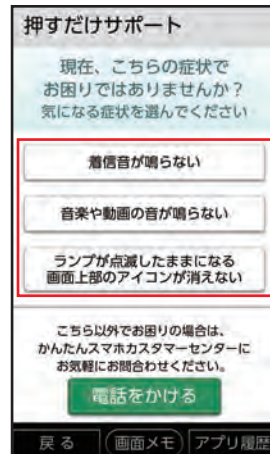 押すだけサポート
現在、こちらの症状で
お困りではありませんか？
気になる症状を選んでください
着信音が鳴らない
音楽や動画の音が鳴らない
ランプが点滅したままになる
画面上部のアイコンが消えない
こちら以外でお困りの場合は、
かんたんスマホカスタマーセンターに
お気軽にお問合わせください。
電話をかける
戻る 画面メモ アプリ履歴